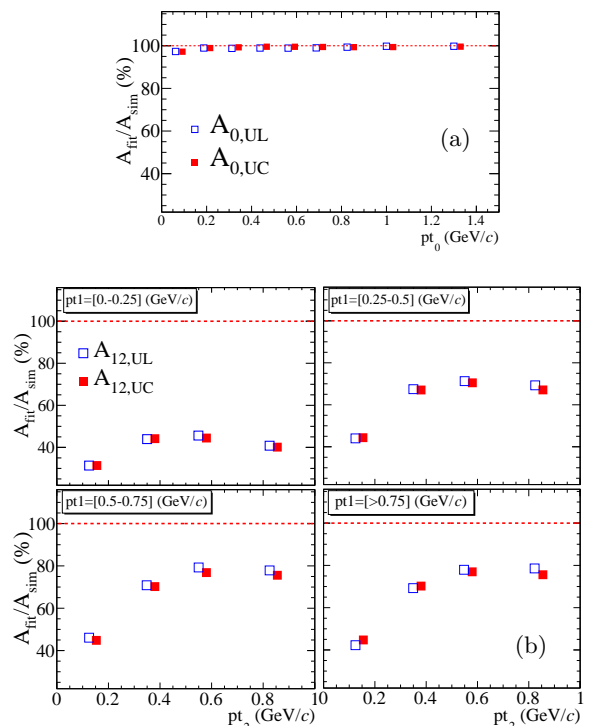 A_fit/A_sim (%)
100
80
60
40
A_0,UL
A_0,UC
(a)
0 0.2 0.4 0.6 0.8 1 1.2 1.4
pt_0 (GeV/c)
pt1=[0.-0.25] (GeV/c)
pt1=[0.25-0.5] (GeV/c)
A_fit/A_sim (%)
100
80
60
40
A_12,UL
A_12,UC
pt1=[0.5-0.75] (GeV/c)
pt1=[>0.75] (GeV/c)
A_fit/A_sim (%)
100
80
60
40
(b)
0 0.2 0.4 0.6 0.8 1 0 0.2 0.4 0.6 0.8 1
pt_2 (GeV/c) pt_2 (GeV/c)